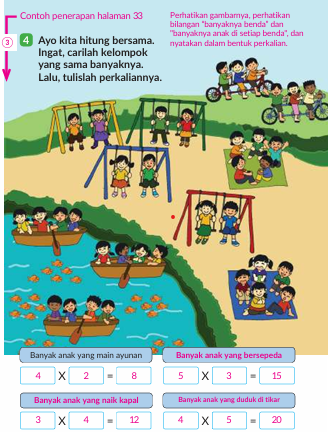 Contoh penerapan halaman 33
Perhatikan gambarnya, perhatikan
bilangan "banyaknya benda" dan
"banyaknya anak di setiap benda", dan
nyatakan dalam bentuk perkalian.
3
4 Ayo kita hitung bersama.
Ingat, carilah kelompok
yang sama banyaknya.
Lalu, tulislah perkaliannya.
Banyak anak yang main ayunan
4 X 2 = 8
Banyak anak yang bersepeda
5 X 3 = 15
Banyak anak yang naik kapal
3 X 4 = 12
Banyak anak yang duduk di tikar
4 X 5 = 20